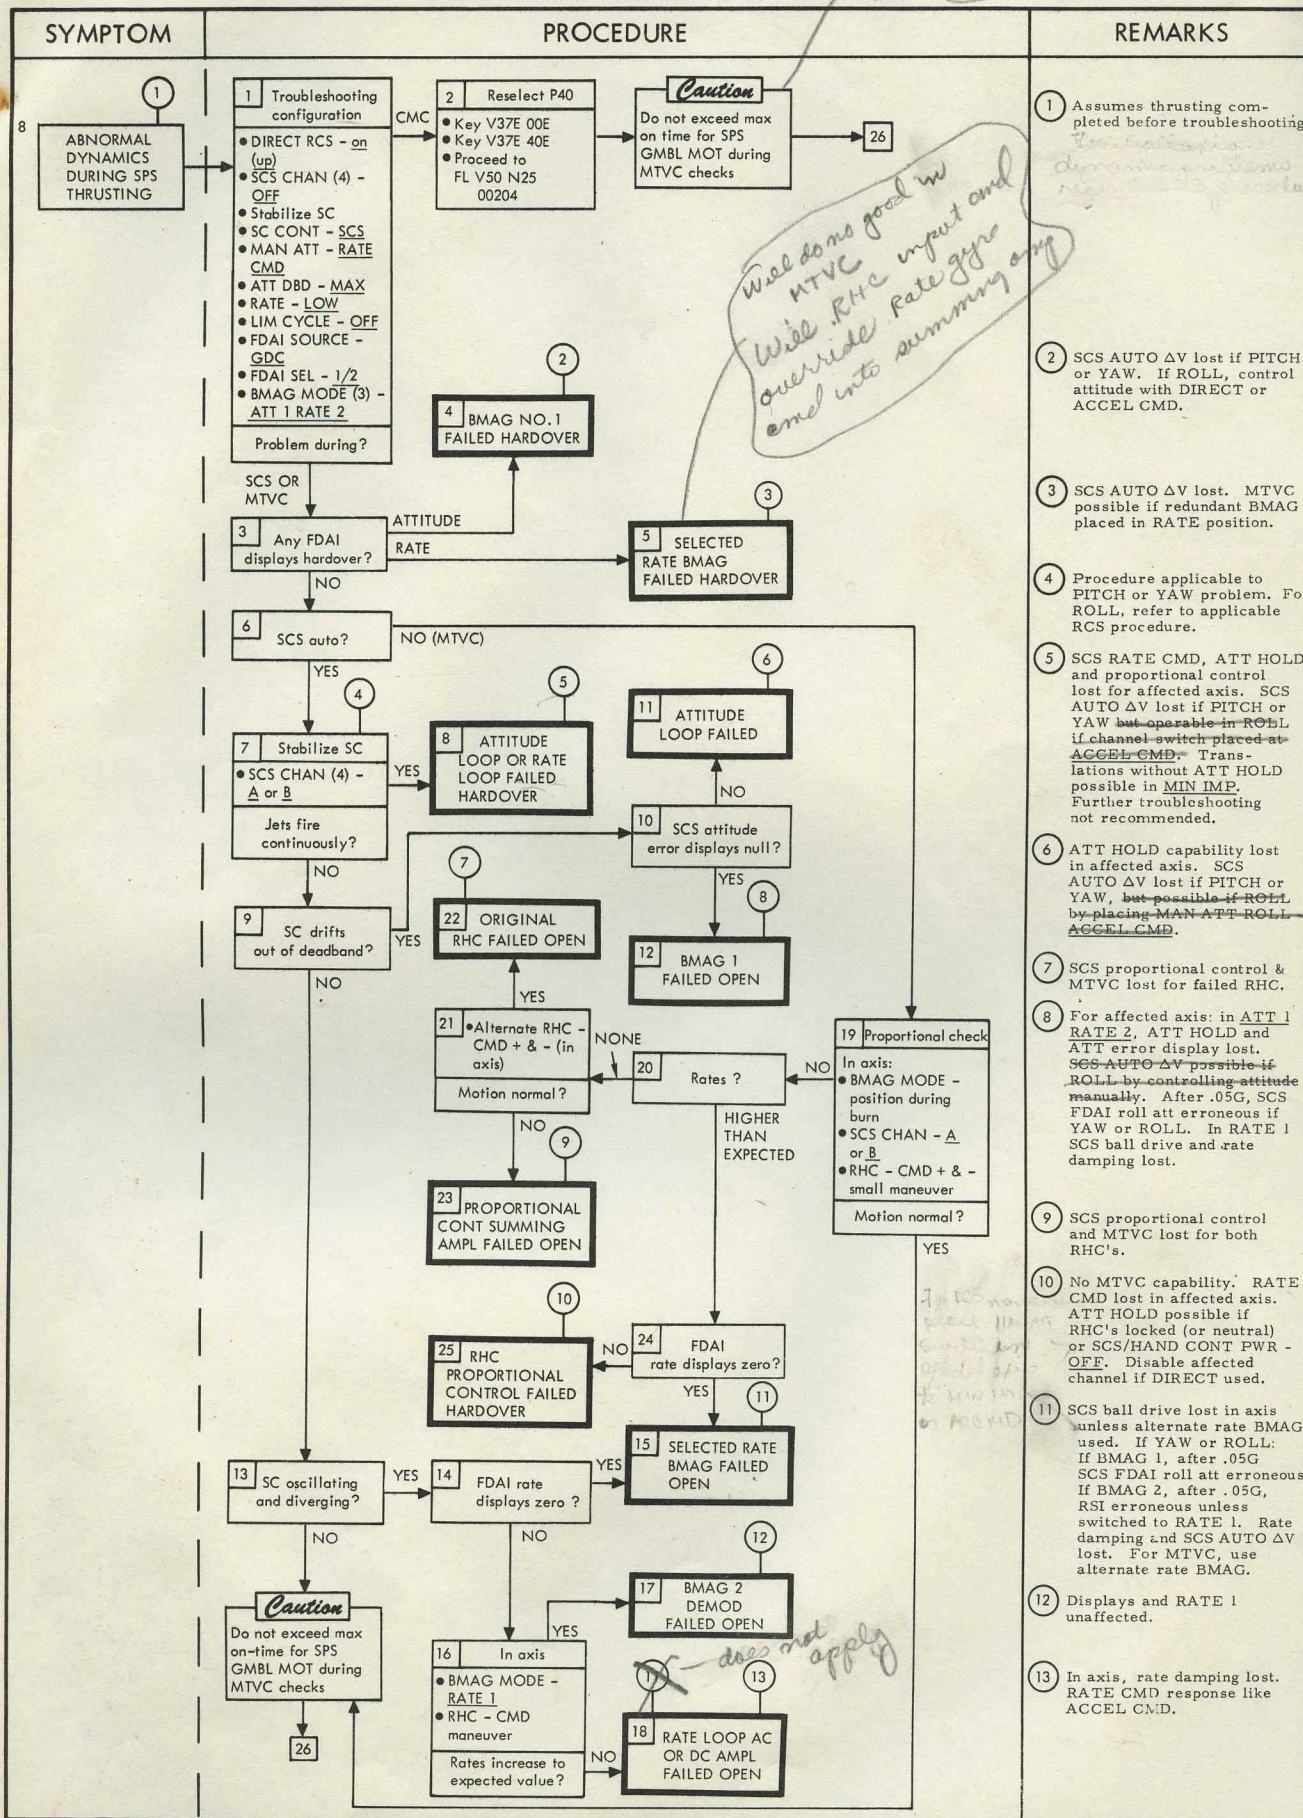 SYMPTOM
PROCEDURE
REMARKS
8
1
ABNORMAL
DYNAMICS
DURING SPS
THRUSTING
1 Troubleshooting
configuration
• DIRECT RCS - on
(up)
• SCS CHAN (4) -
OFF
• Stabilize SC
• SC CONT - SCS
• MAN ATT - RATE
CMD
• ATT DBD - MAX
• RATE - LOW
• LIM CYCLE - OFF
• FDAI SOURCE -
GDC
• FDAI SEL - 1/2
• BMAG MODE (3) -
ATT 1 RATE 2
Problem during?
CMC
2 Reselect P40
• Key V37E 00E
• Key V37E 40E
• Proceed to
FL V50 N25
00204
Caution
Do not exceed max
on time for SPS
GMBL MOT during
MTVC checks
26
Will do no good in
MTVC
Will RHC input and
override Rate gyro
cmd into summing amp
SCS OR
MTVC
3 Any FDAI
displays hardover?
ATTITUDE
RATE
NO
2
4 BMAG NO.1
FAILED HARDOVER
3
5 SELECTED
RATE BMAG
FAILED HARDOVER
6 SCS auto?
NO (MTVC)
YES
4
7 Stabilize SC
• SCS CHAN (4) -
A or B
Jets fire
continuously?
YES
NO
5
8 ATTITUDE
LOOP OR RATE
LOOP FAILED
HARDOVER
6
11 ATTITUDE
LOOP FAILED
NO
10 SCS attitude
error displays null?
YES
8
12 BMAG 1
FAILED OPEN
9 SC drifts
out of deadband?
YES
NO
7
22 ORIGINAL
RHC FAILED OPEN
YES
21 • Alternate RHC -
CMD + & - (in
axis)
Motion normal?
NONE
NO
20 Rates ?
HIGHER
THAN
EXPECTED
NO
19 Proportional check
In axis:
• BMAG MODE -
position during
burn
• SCS CHAN - A
or B
• RHC - CMD + & -
small maneuver
Motion normal?
YES
9
23 PROPORTIONAL
CONT SUMMING
AMPL FAILED OPEN
10
25 RHC
PROPORTIONAL
CONTROL FAILED
HARDOVER
NO
24 FDAI
rate displays zero?
YES
11
15 SELECTED RATE
BMAG FAILED
OPEN
13 SC oscillating
and diverging?
YES
NO
14 FDAI rate
displays zero ?
YES
NO
Caution
Do not exceed max
on-time for SPS
GMBL MOT during
MTVC checks
26
16 In axis
• BMAG MODE -
RATE 1
• RHC - CMD
maneuver
Rates increase to
expected value?
YES
NO
12
17 BMAG 2
DEMOD
FAILED OPEN
- does not
apply
13
18 RATE LOOP AC
OR DC AMPL
FAILED OPEN
1 Assumes thrusting com-
pleted before troubleshooting
2 SCS AUTO ΔV lost if PITCH
or YAW. If ROLL, control
attitude with DIRECT or
ACCEL CMD.
3 SCS AUTO ΔV lost. MTVC
possible if redundant BMAG
placed in RATE position.
4 Procedure applicable to
PITCH or YAW problem. Fo
ROLL, refer to applicable
RCS procedure.
5 SCS RATE CMD, ATT HOLD
and proportional control
lost for affected axis. SCS
AUTO ΔV lost if PITCH or
YAW but operable in ROLL
if channel switch placed at
ACCEL CMD. Trans-
lations without ATT HOLD
possible in MIN IMP.
Further troubleshooting
not recommended.
6 ATT HOLD capability lost
in affected axis. SCS
AUTO ΔV lost if PITCH or
YAW, but possible if ROLL
by placing MAN ATT ROLL -
ACCEL CMD.
7 SCS proportional control &
MTVC lost for failed RHC.
8 For affected axis: in ATT 1
RATE 2, ATT HOLD and
ATT error display lost.
SCS AUTO ΔV possible if
ROLL by controlling attitude
manually. After .05G, SCS
FDAI roll att erroneous if
YAW or ROLL. In RATE 1
SCS ball drive and rate
damping lost.
9 SCS proportional control
and MTVC lost for both
RHC's.
10 No MTVC capability. RATE
CMD lost in affected axis.
ATT HOLD possible if
RHC's locked (or neutral)
or SCS/HAND CONT PWR -
OFF. Disable affected
channel if DIRECT used.
11 SCS ball drive lost in axis
unless alternate rate BMAG
used. If YAW or ROLL:
If BMAG 1, after .05G
SCS FDAI roll att erroneous
If BMAG 2, after .05G,
RSI erroneous unless
switched to RATE 1. Rate
damping and SCS AUTO ΔV
lost. For MTVC, use
alternate rate BMAG.
12 Displays and RATE 1
unaffected.
13 In axis, rate damping lost.
RATE CMD response like
ACCEL CMD.